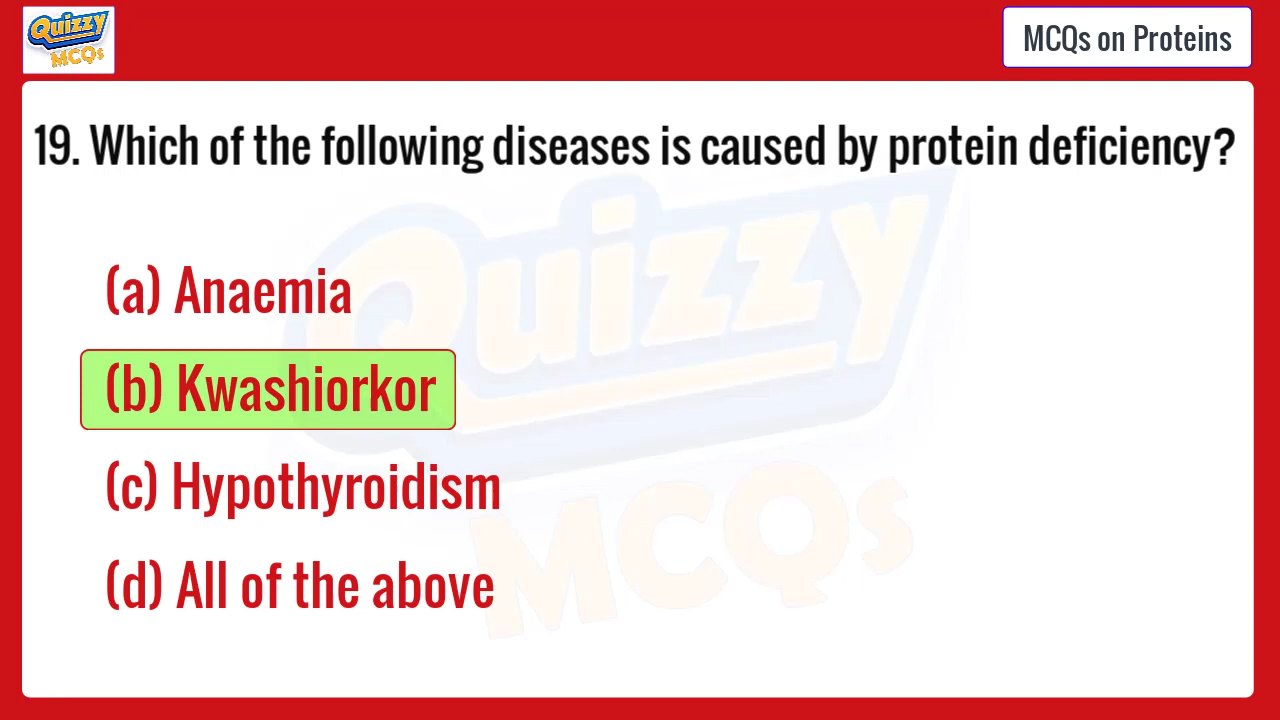 Quizzy
MCQs
MCQs on Proteins
19. Which of the following diseases is caused by protein deficiency?
(a) Anaemia
(b) Kwashiorkor
(c) Hypothyroidism
(d) All of the above
Quizzy
MCQs